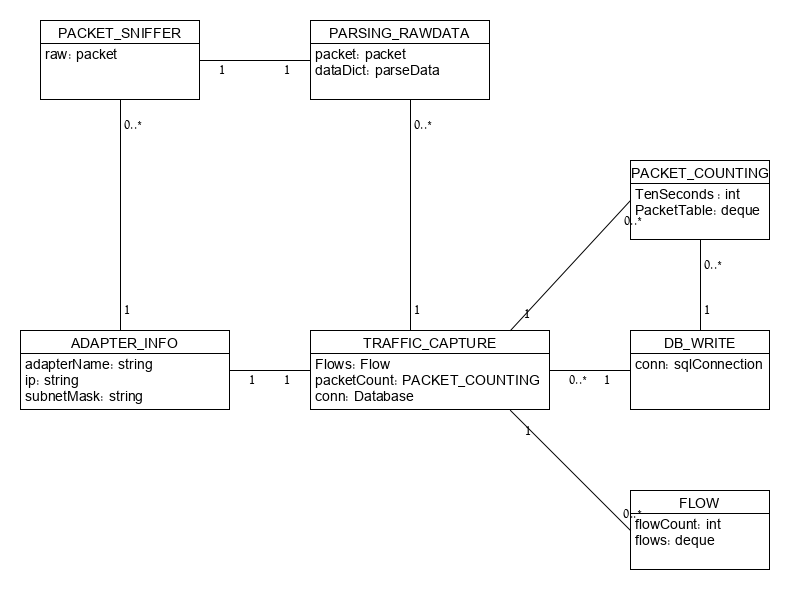 PACKET_SNIFFER
raw: packet
1
1
PARSING_RAWDATA
packet: packet
dataDict: parseData
0..*
0..*
PACKET_COUNTING
TenSeconds : int
PacketTable: deque
0..*
0..*
1
1
1
1
ADAPTER_INFO
adapterName: string
ip: string
subnetMask: string
1
1
TRAFFIC_CAPTURE
Flows: Flow
packetCount: PACKET_COUNTING
conn: Database
0..*
1
DB_WRITE
conn: sqlConnection
1
0..*
FLOW
flowCount: int
flows: deque